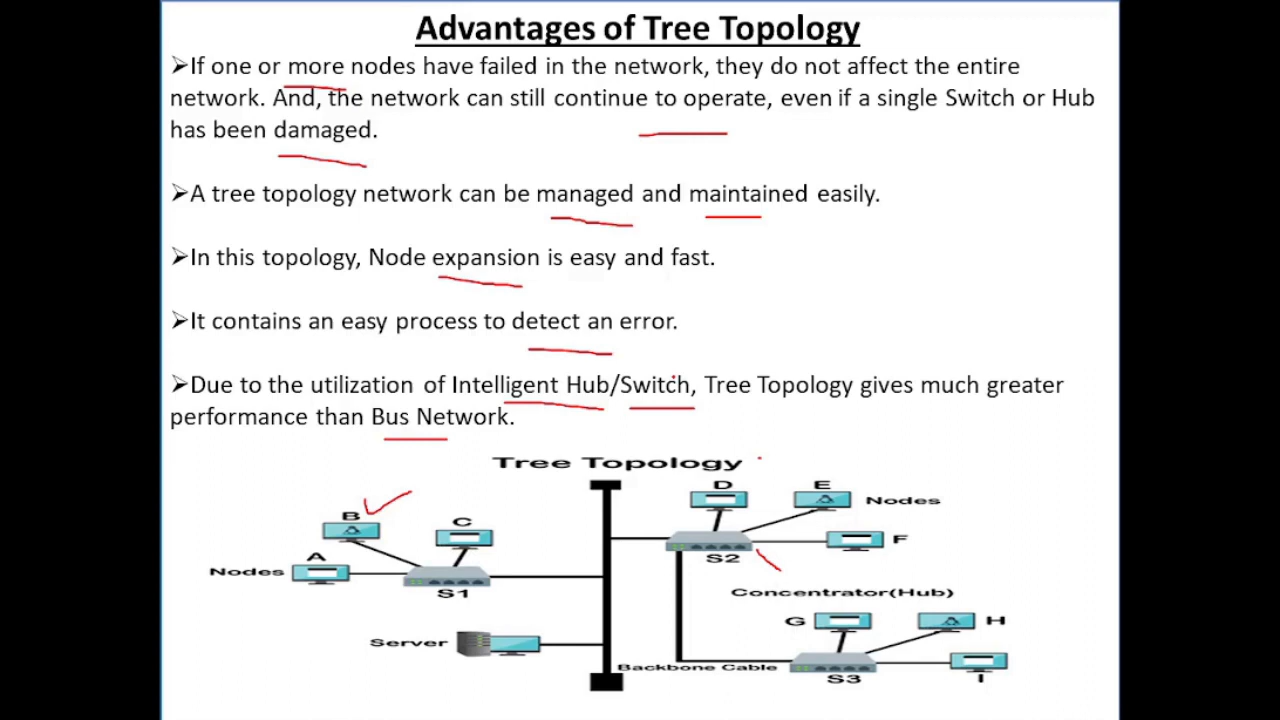 Advantages of Tree Topology
➢If one or more nodes have failed in the network, they do not affect the entire
network. And, the network can still continue to operate, even if a single Switch or Hub
has been damaged.
➢A tree topology network can be managed and maintained easily.
➢In this topology, Node expansion is easy and fast.
➢It contains an easy process to detect an error.
➢Due to the utilization of Intelligent Hub/Switch, Tree Topology gives much greater
performance than Bus Network.
Tree Topology
D E
Nodes
B
C
F
A
S2
Nodes
S1
Concentrator(Hub)
G H
Server
Backbone Cable
S3 I